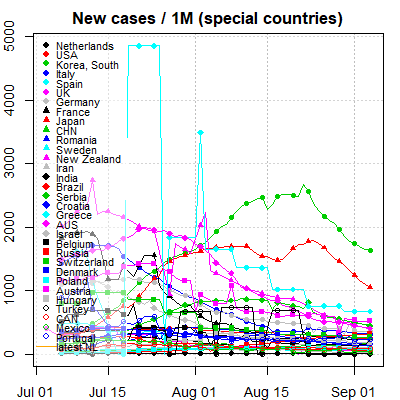 New cases / 1M (special countries)
5000
4000
3000
2000
1000
0
Netherlands
USA
Korea, South
Italy
Spain
UK
Germany
France
Japan
CHN
Romania
Sweden
New Zealand
Iran
India
Brazil
Serbia
Croatia
Greece
AUS
Israel
Belgium
Russia
Switzerland
Denmark
Poland
Austria
Hungary
Turkey
CAN
Mexico
Portugal
latest NL
Jul 01
Jul 15
Aug 01
Aug 15
Sep 01